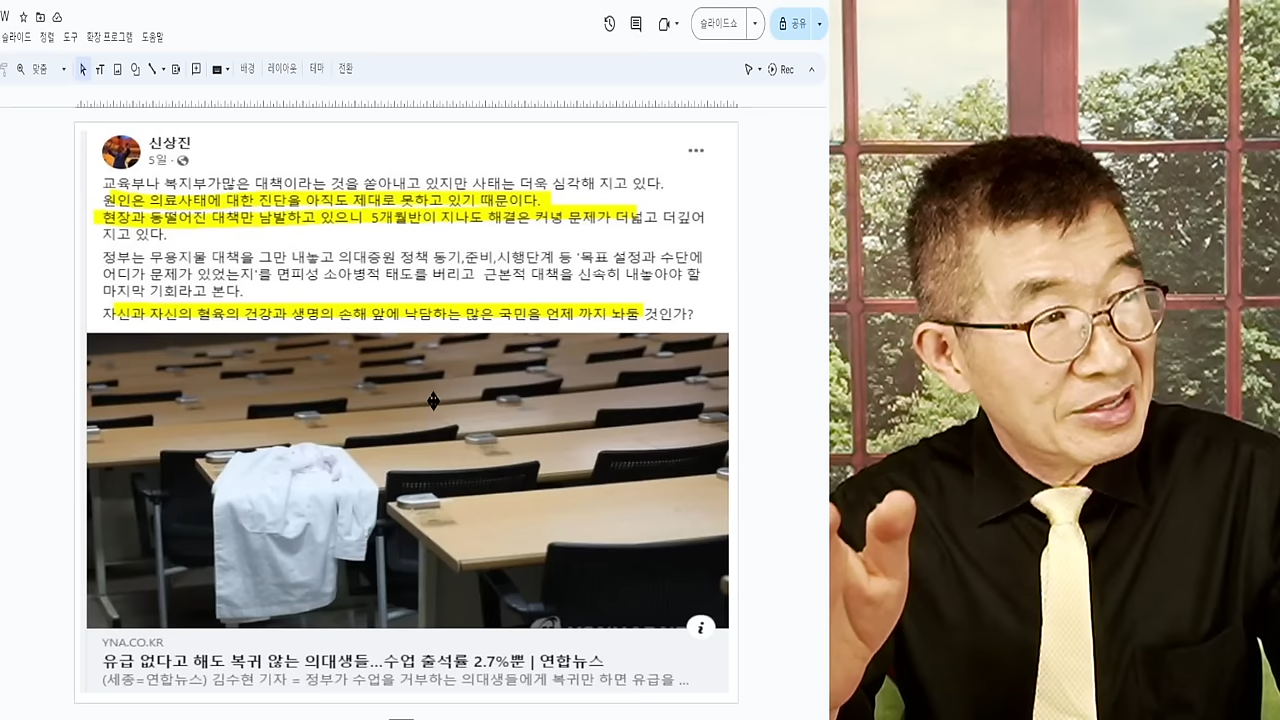 W
슬라이드쇼
공유
슬라이드 정렬 도구 확장 프로그램 도움말
맞춤
배경 레이아웃 테마 전환
Rec
신상진
5일
교육부나 복지부가많은 대책이라는 것을 쏟아내고 있지만 사태는 더욱 심각해 지고 있다.
원인은 의료사태에 대한 진단을 아직도 제대로 못하고 있기 때문이다.
현장과 동떨어진 대책만 남발하고 있으니 5개월반이 지나도 해결은 커녕 문제가 더넓고 더깊어
지고 있다.
정부는 무용지물 대책을 그만 내놓고 의대증원 정책 동기,준비,시행단계 등 '목표 설정과 수단에
어디가 문제가 있었는지'를 면피성 소아병적 태도를 버리고 근본적 대책을 신속히 내놓아야 할
마지막 기회라고 본다.
자신과 자신의 혈육의 건강과 생명의 손해 앞에 낙담하는 많은 국민을 언제 까지 놔둘 것인가?
YNA.CO.KR
유급 없다고 해도 복귀 않는 의대생들...수업 출석률 2.7%뿐 | 연합뉴스
(세종=연합뉴스) 김수현 기자 = 정부가 수업을 거부하는 의대생들에게 복귀만 하면 유급을 ...